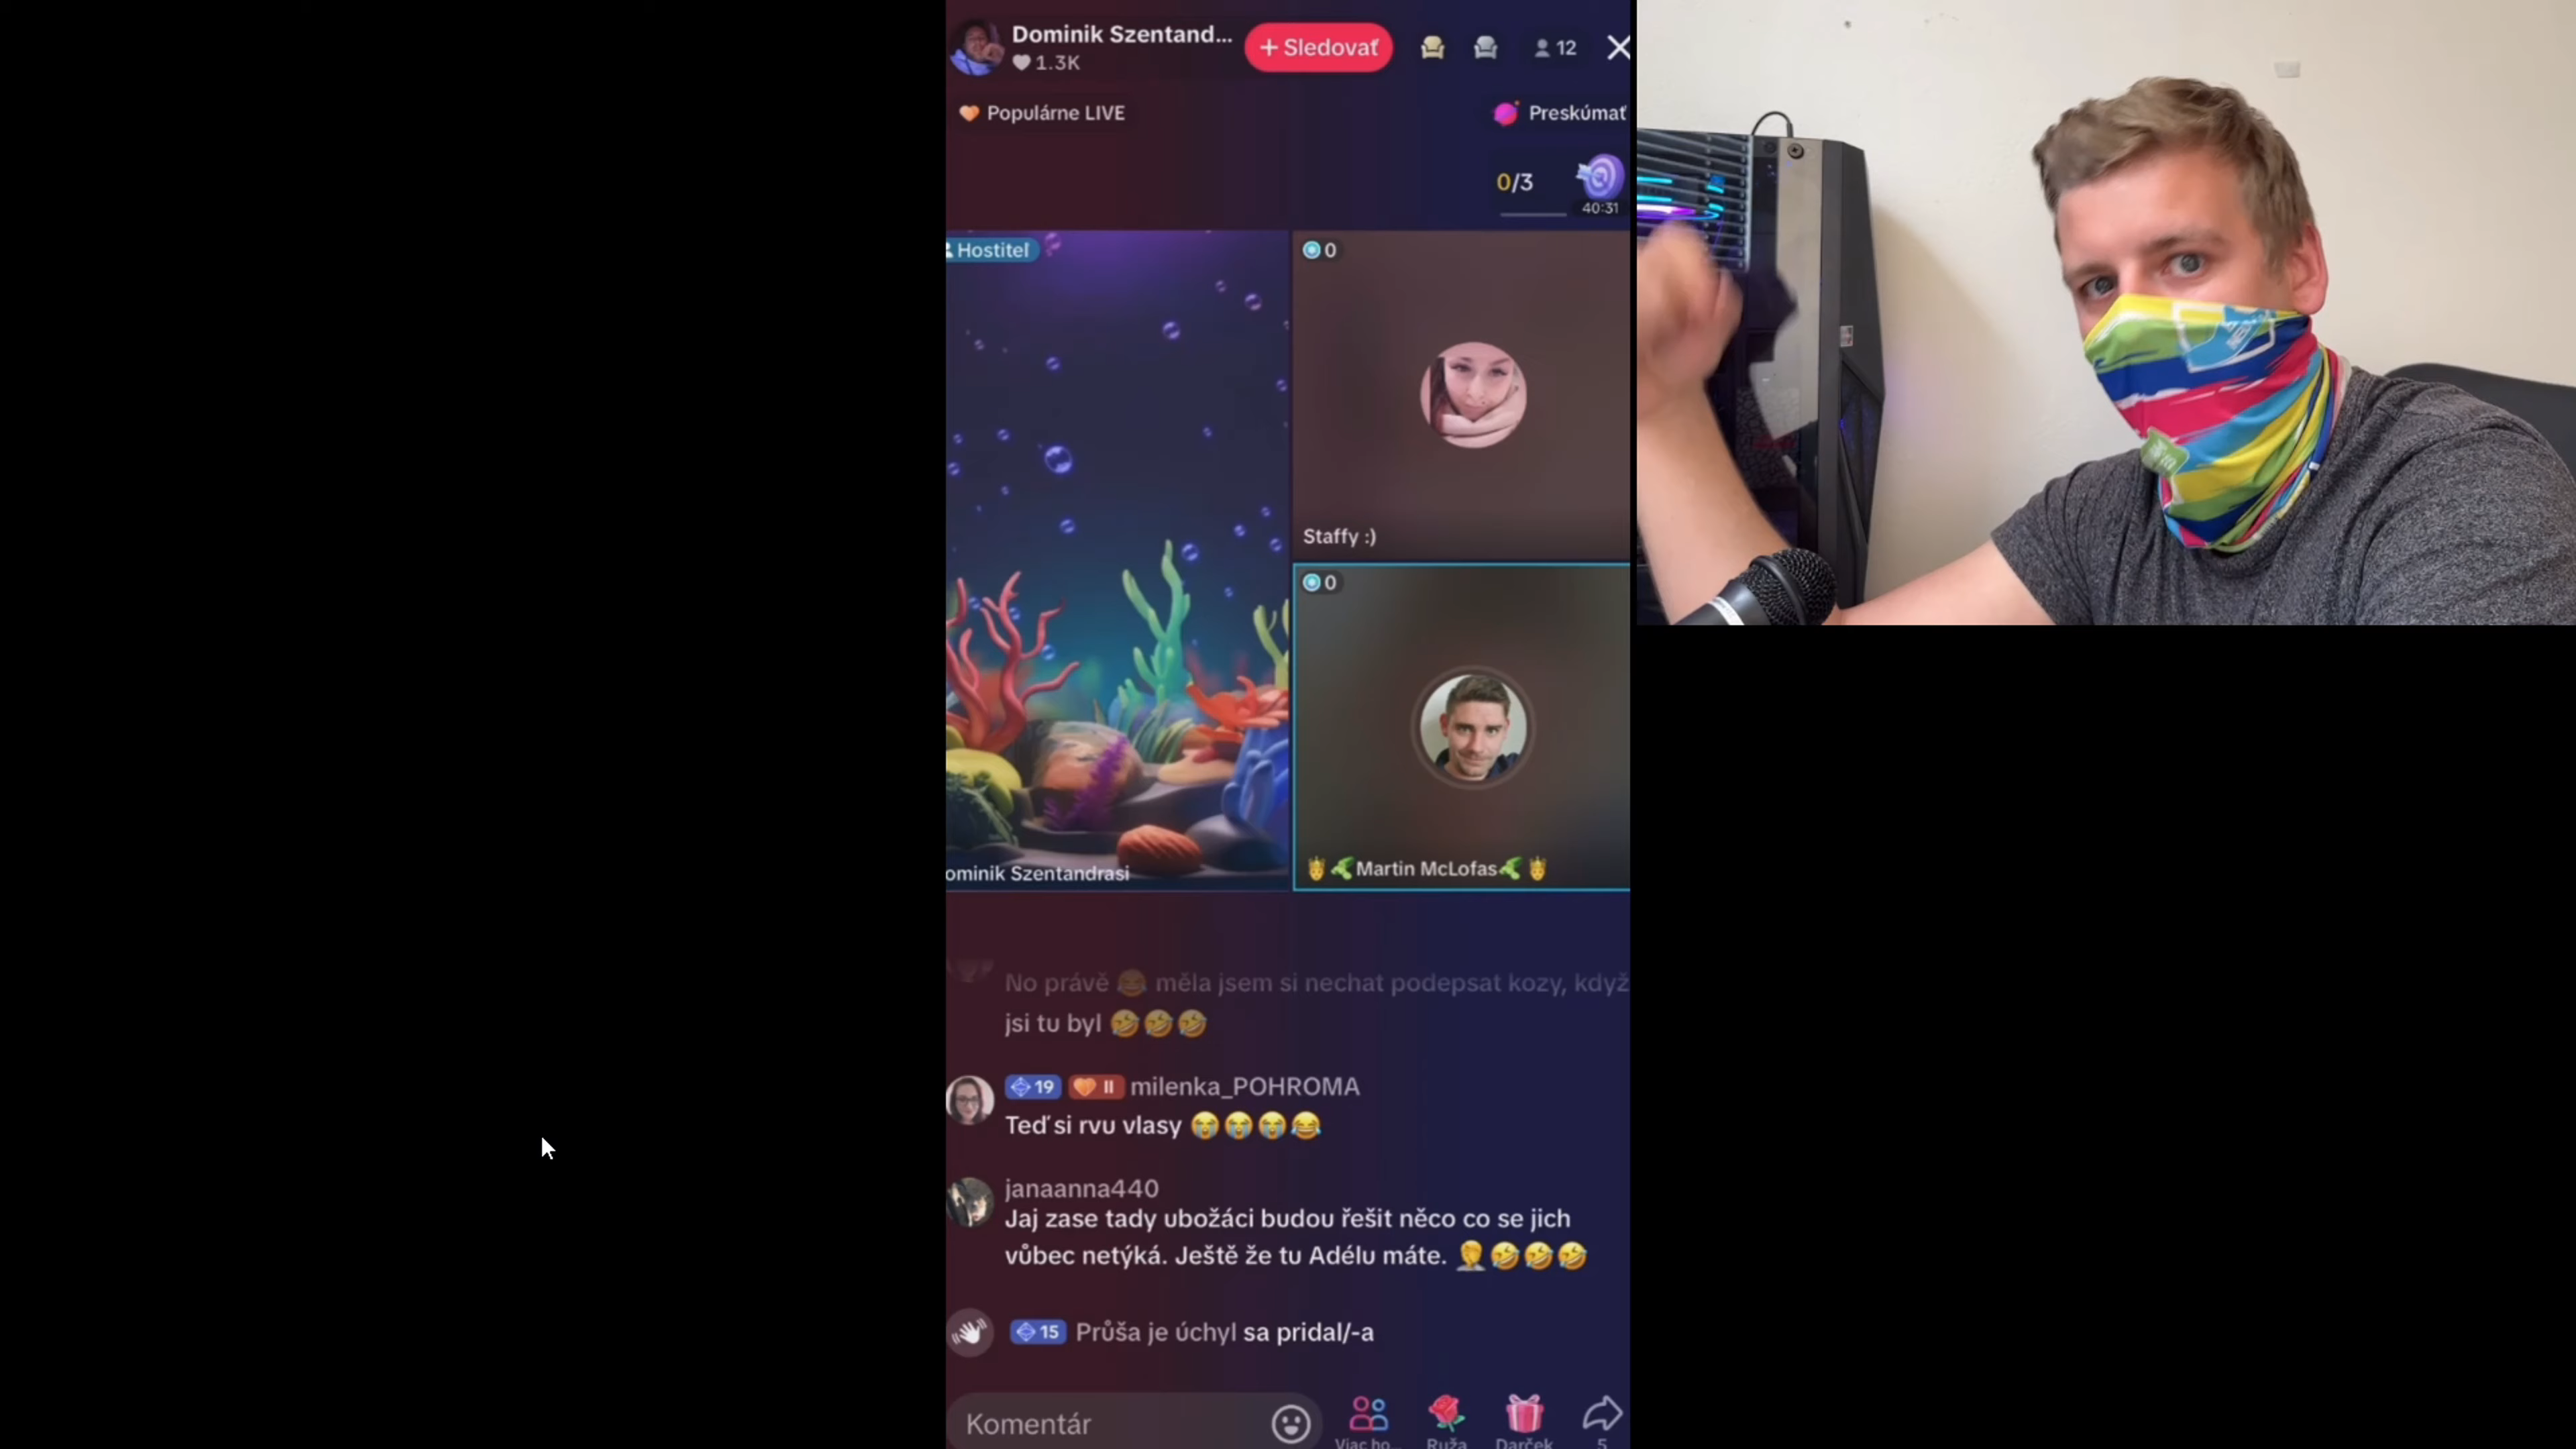 Dominik Szentand...
1.3K
+ Sledovať
12
Populárne LIVE
Preskúmať
0/3
40:31
Hostiteľ
0
Staffy :)
0
Martin McLofas
ominik Szentandrasi
No právě 😂 měla jsem si nechat podepsat kozy, když
jsi tu byl 🤣🤣🤣
19 II milenka_POHROMA
Teď si rvu vlasy 😭😭😭😂
janaanna440
Jaj zase tady ubožáci budou řešit něco co se jich
vůbec netýká. Ještě že tu Adélu máte. 🤦🤣🤣🤣
15 Průša je úchyl sa pridal/-a
Komentár
Viac ho...
Ruža
Darček
5